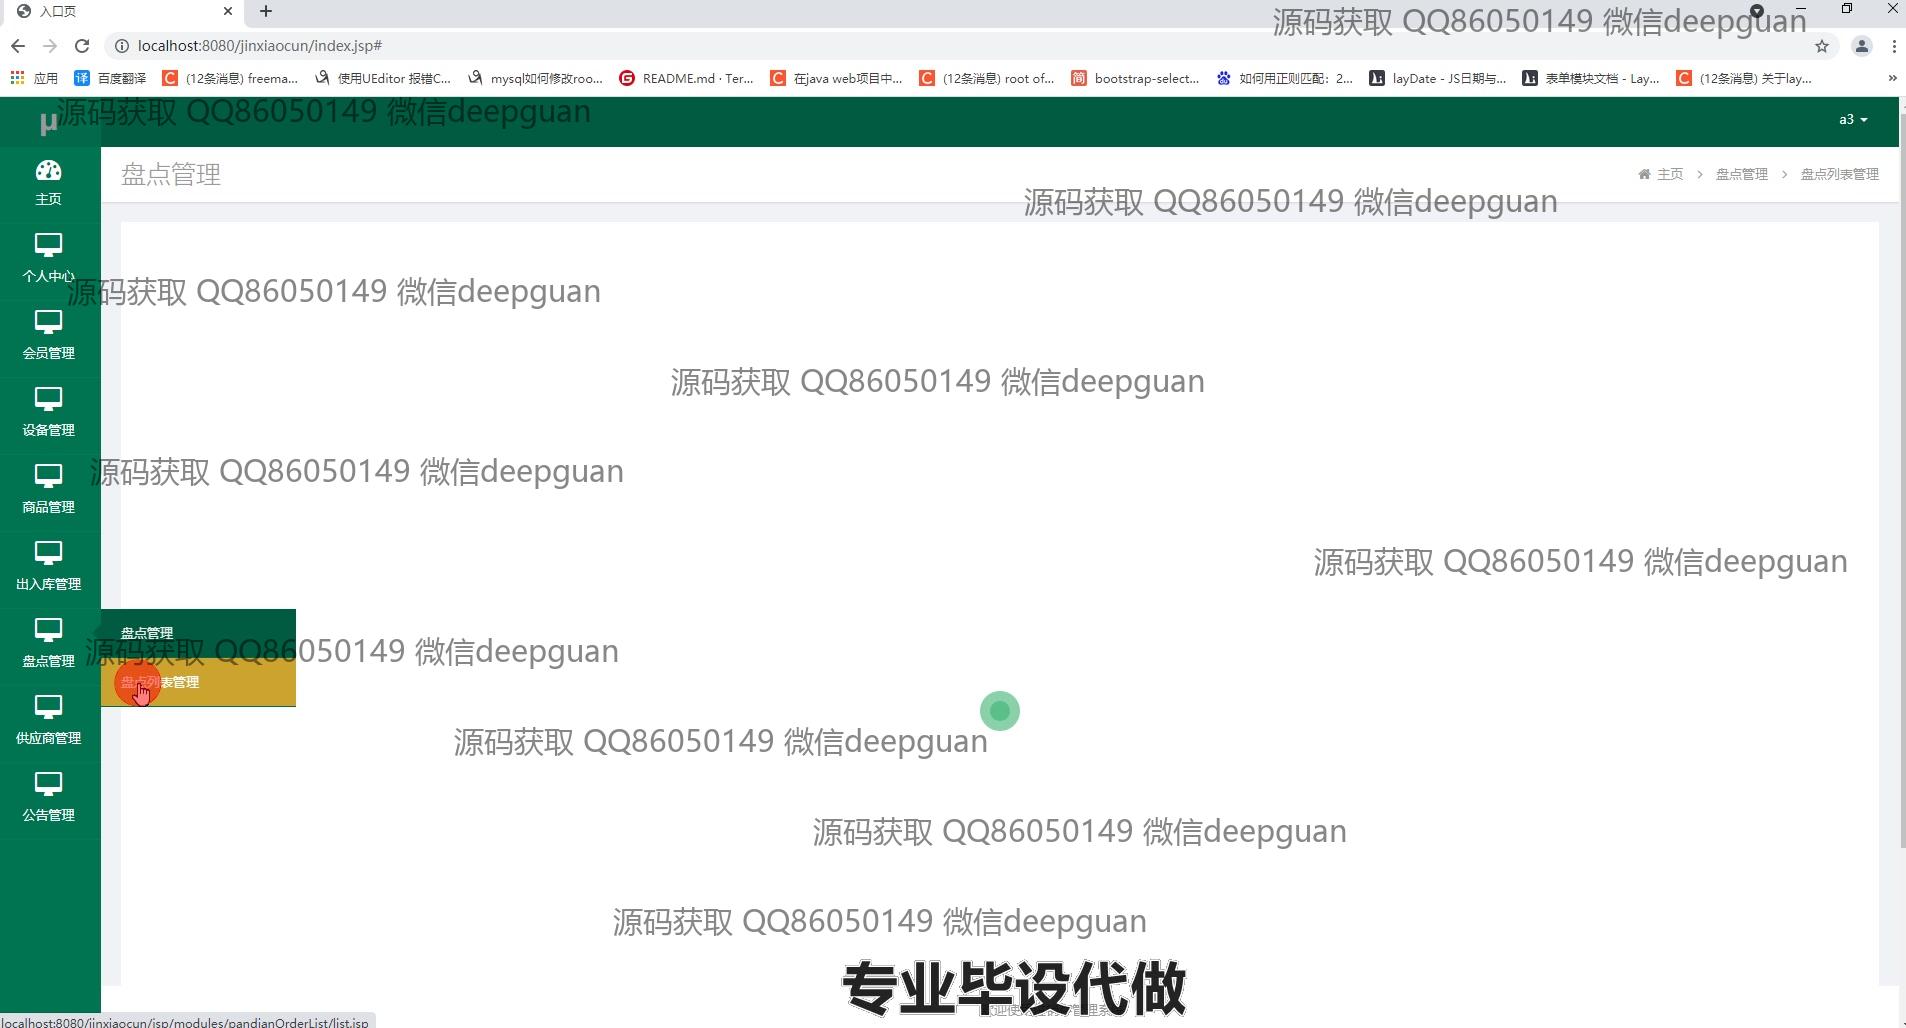 入口页
源码获取 QQ86050149 微信deepguan
localhost:8080/jinxiaocun/index.jsp#
应用
百度翻译
(12条消息) freema...
使用UEditor 报错C...
mysql如何修改roo...
README.md · Ter...
在java web项目中...
(12条消息) root of...
bootstrap-select...
如何用正则匹配：2...
layDate - JS日期与...
表单模块文档 - Lay...
(12条消息) 关于lay...
μ
源码获取 QQ86050149 微信deepguan
a3
盘点管理
主页 > 盘点管理 > 盘点列表管理
主页
源码获取 QQ86050149 微信deepguan
个人中心
源码获取 QQ86050149 微信deepguan
会员管理
源码获取 QQ86050149 微信deepguan
设备管理
源码获取 QQ86050149 微信deepguan
商品管理
源码获取 QQ86050149 微信deepguan
出入库管理
盘点管理
源码获取 QQ86050149 微信deepguan
盘点管理
盘点列表管理
供应商管理
源码获取 QQ86050149 微信deepguan
公告管理
源码获取 QQ86050149 微信deepguan
源码获取 QQ86050149 微信deepguan
专业毕设代做
localhost:8080/jinxiaocun/jsp/modules/pandianOrderList/list.jsp